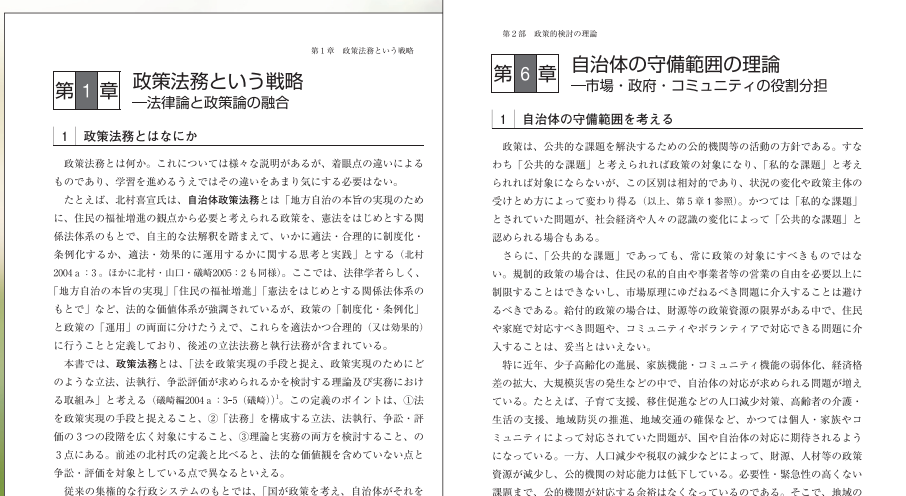 第1章　政策法務という戦略
第1章
政策法務という戦略
―法律論と政策論の融合
1　政策法務とはなにか
政策法務とは何か。これについては様々な説明があるが、着眼点の違いによる
ものであり、学習を進めるうえではその違いをあまり気にする必要はない。
たとえば、北村喜宣氏は、自治体政策法務とは「地方自治の本旨の実現のため
に、住民の福祉増進の観点から必要と考えられる政策を、憲法をはじめとする関
係法体系のもとで、自主的な法解釈を踏まえて、いかに適法・合理的に制度化・
条例化するか、適法・効果的に運用するかに関する思考と実践」とする（北村
2004a：3。ほかに北村・山口・礒崎2005：2も同様）。ここでは、法律学者らしく、
「地方自治の本旨の実現」「住民の福祉増進」「憲法をはじめとする関係法体系の
もとで」など、法的な価値体系が強調されているが、政策の「制度化・条例化」
と政策の「運用」の両面に分けたうえで、これらを適法かつ合理的（又は効果的）
に行うことと定義しており、後述の立法法務と執行法務が含まれている。
本書では、政策法務とは、「法を政策実現の手段と捉え、政策実現のためにど
のような立法、法執行、争訟評価が求められるかを検討する理論及び実務におけ
る取組み」と考える（礒崎編2004a：3-5（礒崎））1。この定義のポイントは、①法
を政策実現の手段と捉えること、②「法務」を構成する立法、法執行、争訟・評
価の３つの段階を広く対象にすること、③理論と実務の両方を検討すること、の
３点にある。前述の北村氏の定義と比べると、法的な価値観を含めていない点と
争訟・評価を対象としている点で異なるといえる。
従来の集権的な行政システムのもとでは、「国が政策を考え、自治体がそれを
第2部　政策的検討の理論
第6章
自治体の守備範囲の理論
―市場・政府・コミュニティの役割分担
1　自治体の守備範囲を考える
政策は、公共的な課題を解決するための公的機関等の活動の方針である。すな
わち「公共的な課題」と考えられれば政策の対象になり、「私的な課題」と考え
られれば対象にならないが、この区別は相対的であり、状況の変化や政策主体の
受けとめ方によって変わり得る（以上、第５章１参照）。かつては「私的な課題」
とされていた問題が、社会経済や人々の認識の変化によって「公共的な課題」と
認められる場合もある。
さらに、「公共的な課題」であっても、常に政策の対象にすべきものではな
い。規制的政策の場合は、住民の私的自由や事業者等の営業の自由を必要以上に
制限することはできないし、市場原理にゆだねるべき問題に介入することは避け
るべきである。給付的政策の場合は、財源等の政策資源の限界がある中で、住民
や家庭で対応すべき問題や、コミュニティやボランティアで対応できる問題に介
入することは、妥当とはいえない。
特に近年、少子高齢化の進展、家族機能・コミュニティ機能の弱体化、経済格
差の拡大、大規模災害の発生などの中で、自治体の対応が求められる問題が増え
ている。たとえば、子育て支援、移住促進などの人口減少対策、高齢者の介護・
生活の支援、地域防災の推進、地域交通の確保など、かつては個人・家族やコ
ミュニティによって対応されていた問題が、国や自治体の対応に期待されるよう
になっている。一方、人口減少や税収の減少などによって、財源、人材等の政策
資源が減少し、公的機関の対応能力は低下している。必要性・緊急性の高くない
課題まで、公的機関が対応する余裕はなくなっているのである。そこで、地域の